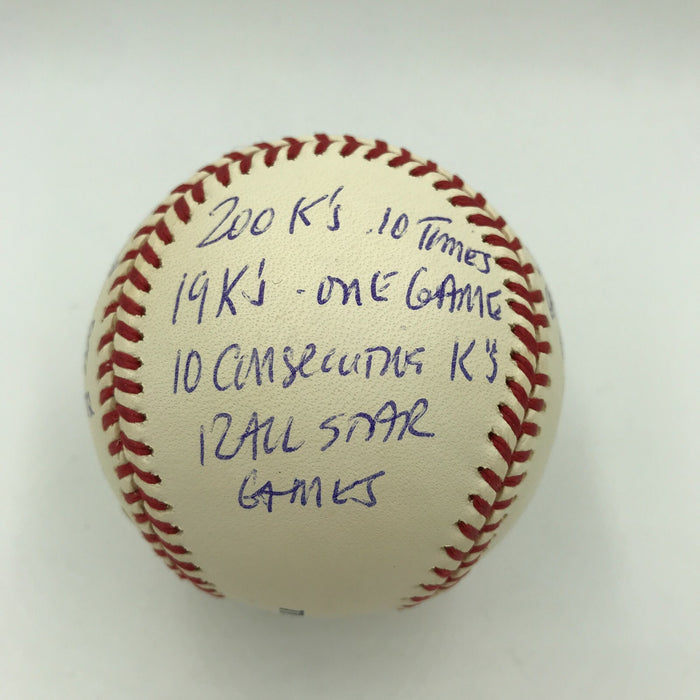 200 K's .10 TIMES
19 K's - ONE GAME
10 CONSECUTIVE K's
12 ALL STAR
GAMES